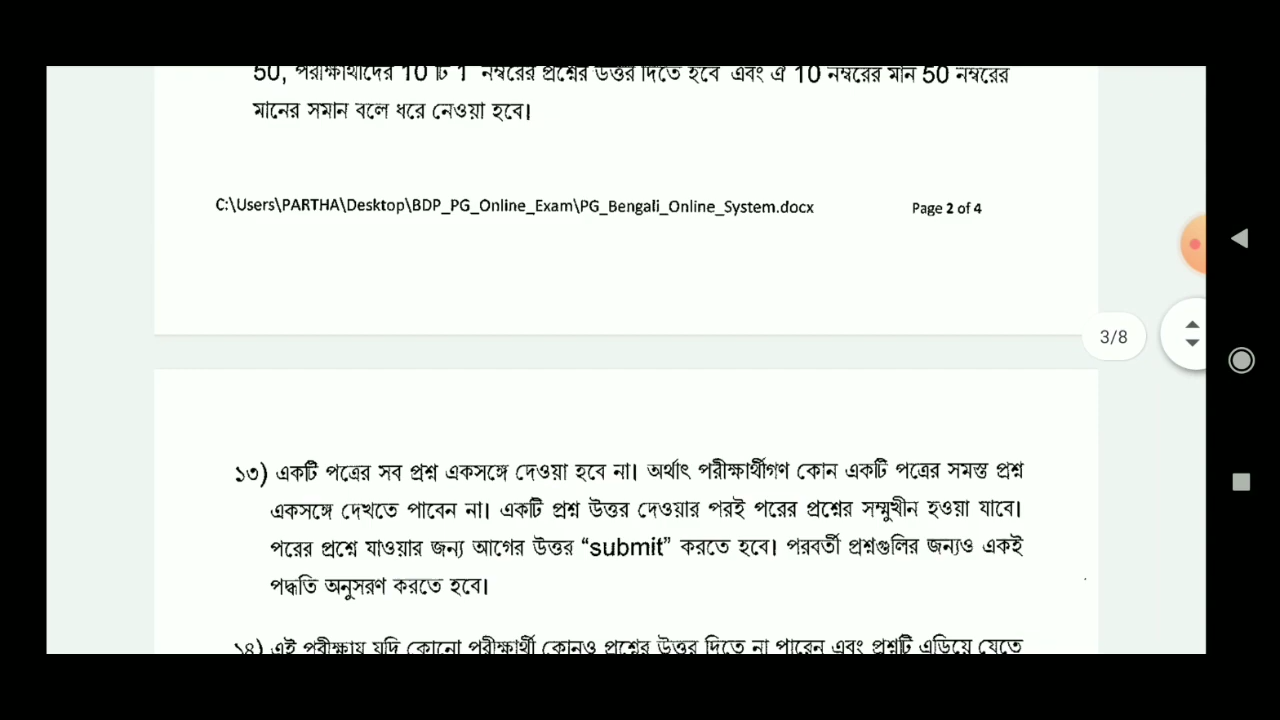 50, পরীক্ষার্থীদের 10 টি 1 নম্বরের প্রশ্নের উত্তর দিতে হবে এবং ঐ 10 নম্বরের মান 50 নম্বরের
মানের সমান বলে ধরে নেওয়া হবে।
C:\Users\PARTHA\Desktop\BDP_PG_Online_Exam\PG_Bengali_Online_System.docx Page 2 of 4
3/8
১৩) একটি পত্রের সব প্রশ্ন একসঙ্গে দেওয়া হবে না। অর্থাৎ পরীক্ষার্থীগণ কোন একটি পত্রের সমস্ত প্রশ্ন
একসঙ্গে দেখতে পাবেন না। একটি প্রশ্ন উত্তর দেওয়ার পরই পরের প্রশ্নের সম্মুখীন হওয়া যাবে।
পরের প্রশ্নে যাওয়ার জন্য আগের উত্তর “submit” করতে হবে। পরবর্তী প্রশ্নগুলির জন্যও একই
পদ্ধতি অনুসরণ করতে হবে।
১৪) এই পরীক্ষায় যদি কোনো পরীক্ষার্থী কোনও প্রশ্নের উত্তর দিতে না পারেন এবং প্রশ্নটি এড়িয়ে যেতে